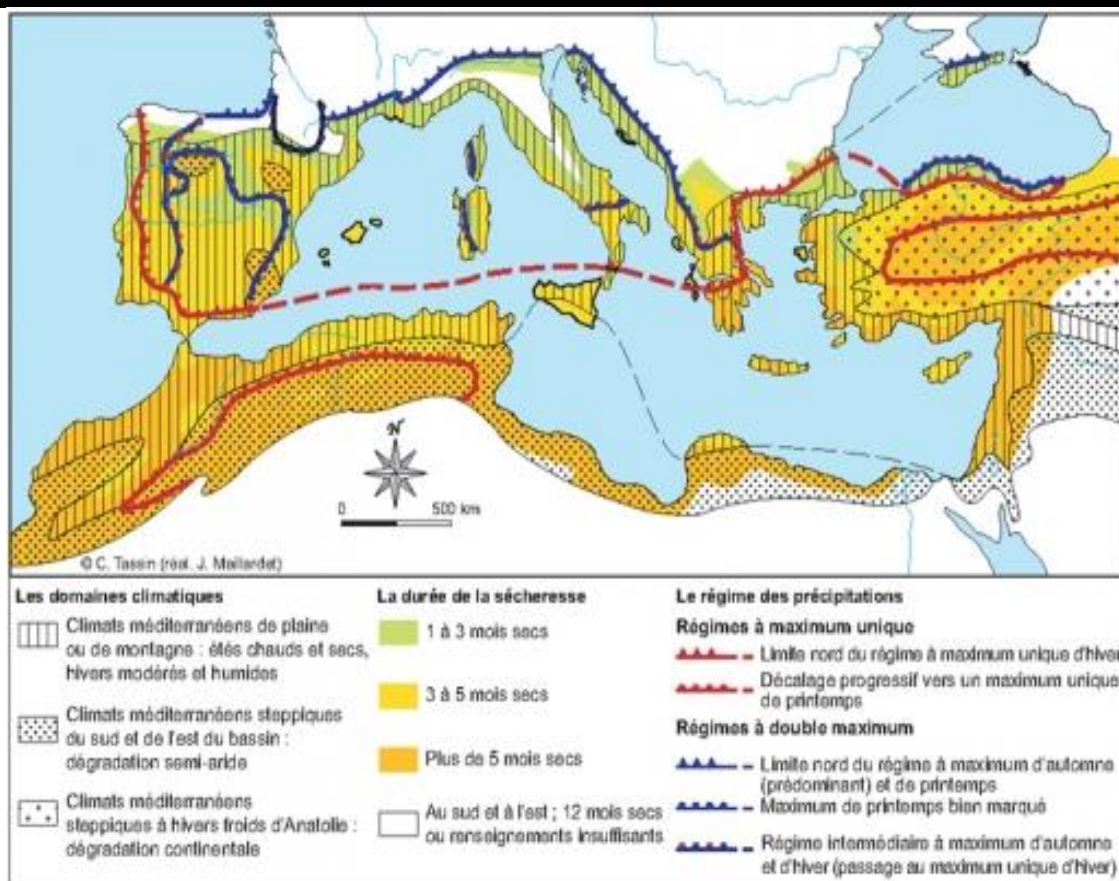 N
0 500 km
© C. Tassin (réal. J. Maillardet)
Les domaines climatiques
Climats méditerranéens de plaine
ou de montagne : étés chauds et secs,
hivers modérés et humides
Climats méditerranéens steppiques
du sud et de l'est du bassin :
dégradation semi-aride
Climats méditerranéens
steppiques à hivers froids d'Anatolie :
dégradation continentale
La durée de la sécheresse
1 à 3 mois secs
3 à 5 mois secs
Plus de 5 mois secs
Au sud et à l'est ; 12 mois secs
ou renseignements insuffisants
Le régime des précipitations
Régimes à maximum unique
Limite nord du régime à maximum unique d'hiver
Décalage progressif vers un maximum unique
de printemps
Régimes à double maximum
Limite nord du régime à maximum d'automne
(prédominant) et de printemps
Maximum de printemps bien marqué
Régime intermédiaire à maximum d'automne
et d'hiver (passage au maximum unique d'hiver)